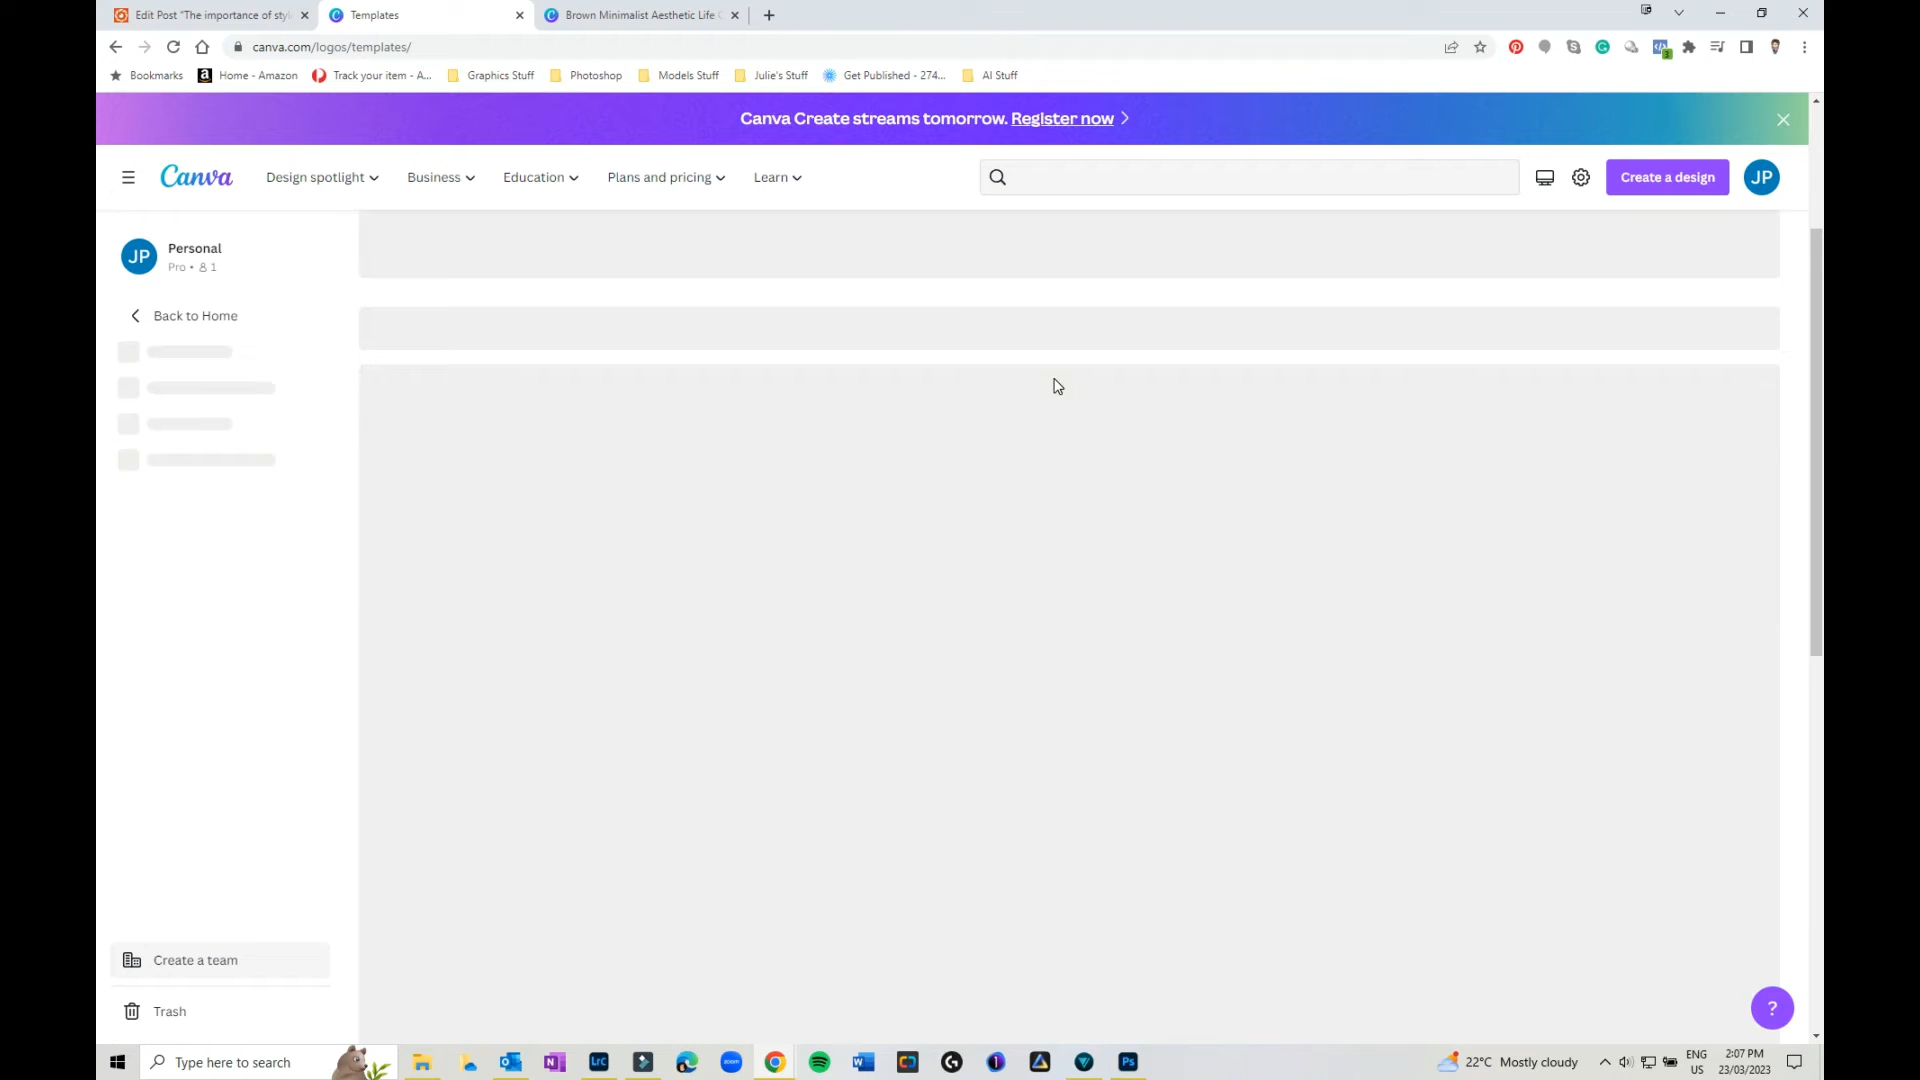 Edit Post "The importance of styl
Templates
Brown Minimalist Aesthetic Life C
canva.com/logos/templates/
Bookmarks
Home - Amazon
Track your item - A...
Graphics Stuff
Photoshop
Models Stuff
Julie's Stuff
Get Published - 274...
AI Stuff
Canva Create streams tomorrow. Register now
Canva
Design spotlight
Business
Education
Plans and pricing
Learn
Create a design
JP
JP
Personal
Pro • 1
Back to Home
Create a team
Trash
?
Type here to search
LrC
Ps
22°C Mostly cloudy
ENG
US
2:07 PM
23/03/2023